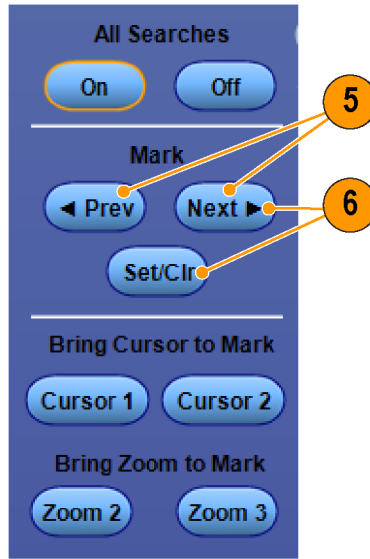 All Searches
On Off
5
Mark
◄ Prev Next ►
6
Set/Clr
Bring Cursor to Mark
Cursor 1 Cursor 2
Bring Zoom to Mark
Zoom 2 Zoom 3